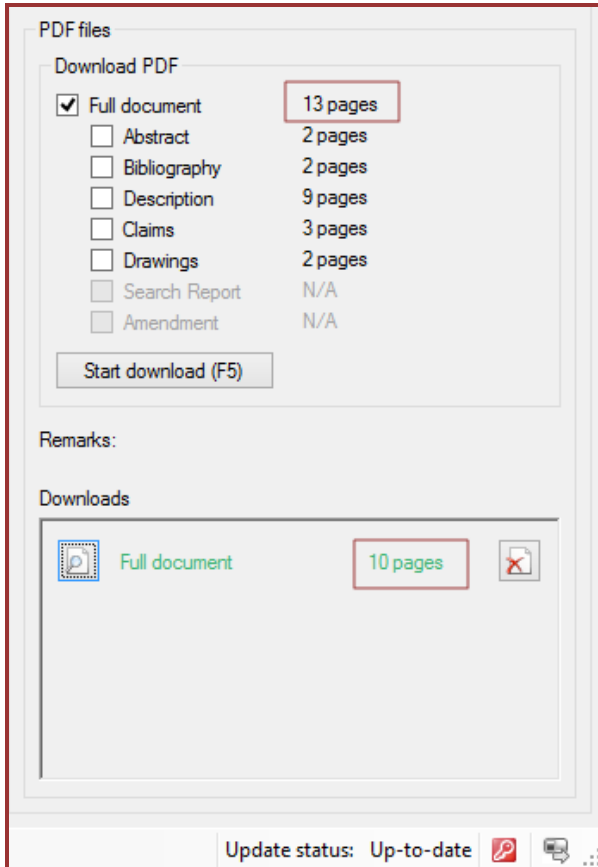 PDF files
Download PDF
Full document 13 pages
Abstract 2 pages
Bibliography 2 pages
Description 9 pages
Claims 3 pages
Drawings 2 pages
Search Report N/A
Amendment N/A
Start download (F5)
Remarks:
Downloads
Full document 10 pages
Update status: Up-to-date